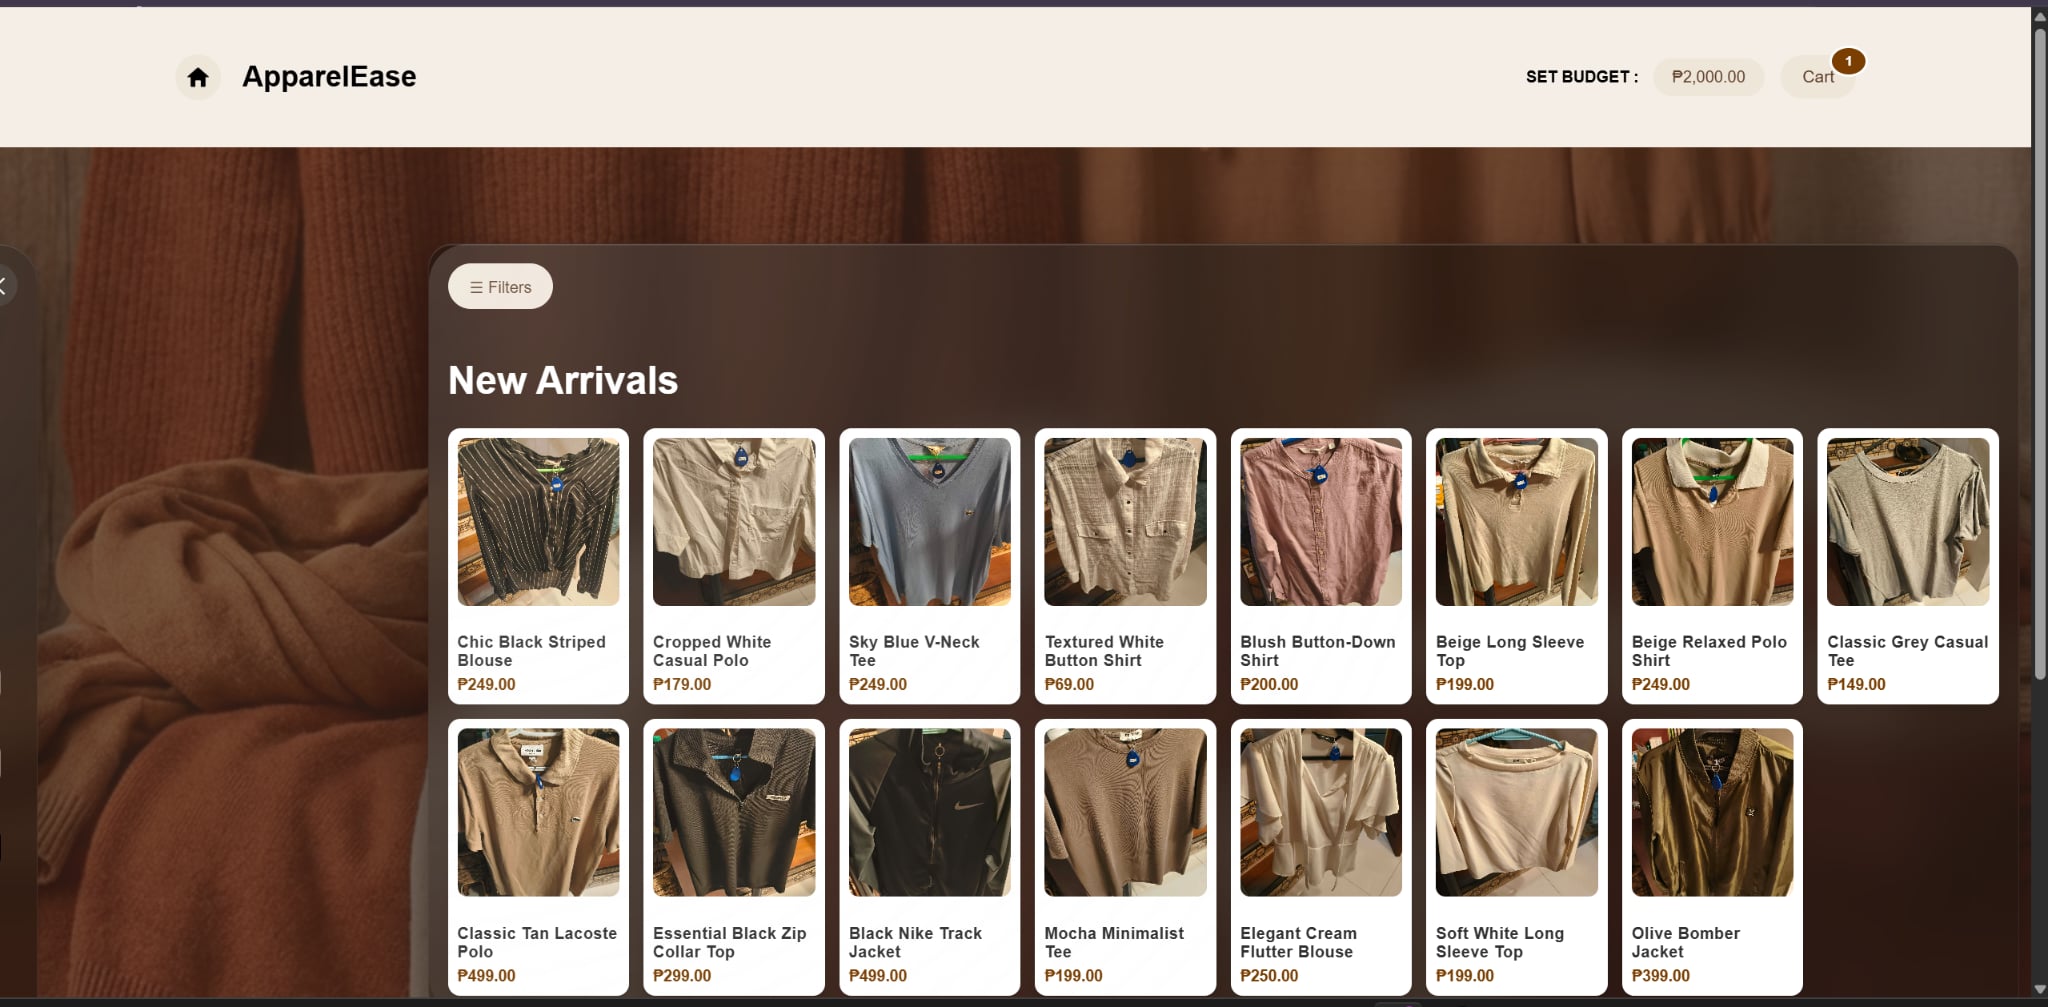 ApparelEase
SET BUDGET :
₱2,000.00
Cart
1
☰ Filters
New Arrivals
Chic Black Striped
Blouse
₱249.00
Cropped White
Casual Polo
₱179.00
Sky Blue V-Neck
Tee
₱249.00
Textured White
Button Shirt
₱69.00
Blush Button-Down
Shirt
₱200.00
Beige Long Sleeve
Top
₱199.00
Beige Relaxed Polo
Shirt
₱249.00
Classic Grey Casual
Tee
₱149.00
Classic Tan Lacoste
Polo
₱499.00
Essential Black Zip
Collar Top
₱299.00
Black Nike Track
Jacket
₱499.00
Mocha Minimalist
Tee
₱199.00
Elegant Cream
Flutter Blouse
₱250.00
Soft White Long
Sleeve Top
₱199.00
Olive Bomber
Jacket
₱399.00